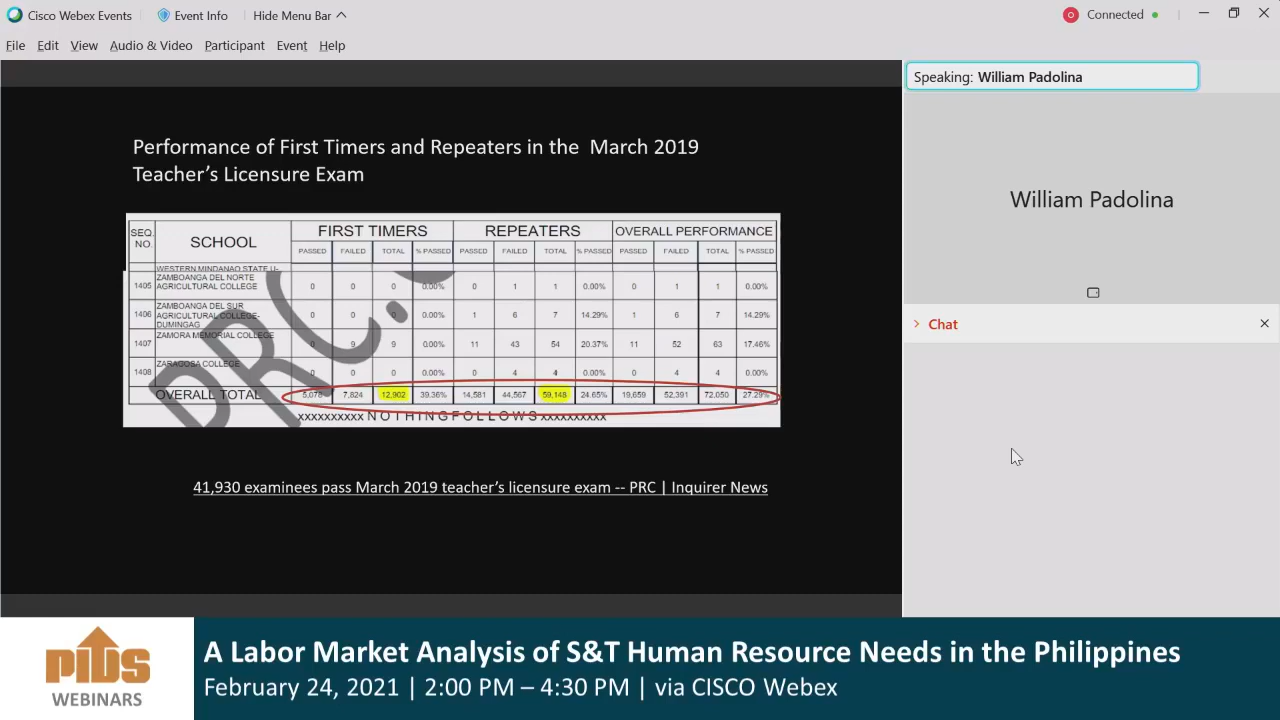 Cisco Webex Events Event Info Hide Menu Bar Connected
File Edit View Audio & Video Participant Event Help
Speaking: William Padolina
William Padolina
Chat
Performance of First Timers and Repeaters in the March 2019
Teacher's Licensure Exam
SEQ. NO. SCHOOL FIRST TIMERS REPEATERS OVERALL PERFORMANCE
PASSED FAILED TOTAL % PASSED PASSED FAILED TOTAL % PASSED PASSED FAILED TOTAL % PASSED
WESTERN MINDANAO STATE U-
1405 ZAMBOANGA DEL NORTE AGRICULTURAL COLLEGE 0 0 0 0.00% 0 1 1 0.00% 0 1 1 0.00%
1406 ZAMBOANGA DEL SUR AGRICULTURAL COLLEGE-DUMINGAG 0 0 0 0.00% 1 6 7 14.29% 1 6 7 14.29%
1407 ZAMORA MEMORIAL COLLEGE 0 9 9 0.00% 11 43 54 20.37% 11 52 63 17.46%
1408 ZARAGOSA COLLEGE 0 0 0 0.00% 0 4 4 0.00% 0 4 4 0.00%
OVERALL TOTAL 5,078 7,824 12,902 39.36% 14,581 44,567 59,148 24.65% 19,659 52,391 72,050 27.29%
xxxxxxxxxx N O T H I N G F O L L O W S xxxxxxxxxx
PRC.
41,930 examinees pass March 2019 teacher's licensure exam -- PRC | Inquirer News
PIDS
WEBINARS
A Labor Market Analysis of S&T Human Resource Needs in the Philippines
February 24, 2021 | 2:00 PM – 4:30 PM | via CISCO Webex